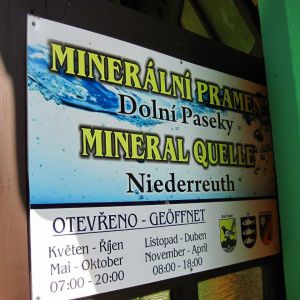 MINERÁLNÍ PRAMEN
Dolní Paseky
MINERAL QUELLE
Niederreuth
OTEVŘENO - GEÖFFNET
Květen - Říjen
Mai - Oktober
07:00 - 20:00
Listopad - Duben
November - April
08:00 - 18:00